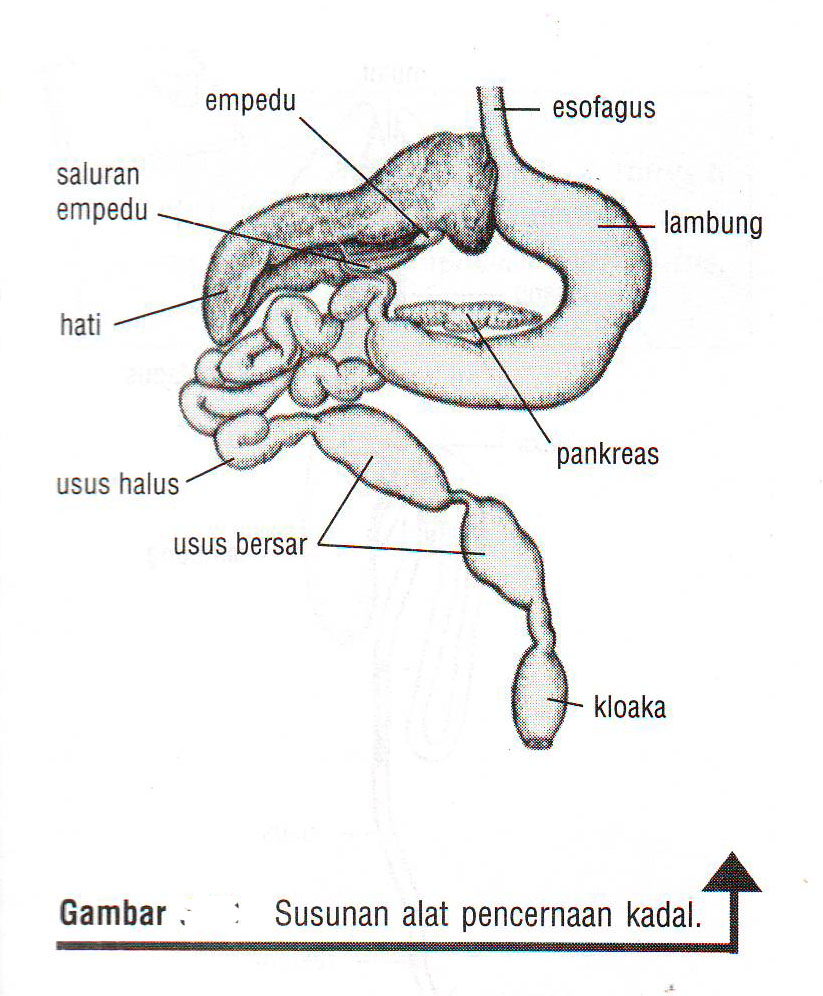 empedu
esofagus
saluran
empedu
lambung
hati
pankreas
usus halus
usus bersar
kloaka
Gambar : Susunan alat pencernaan kadal.